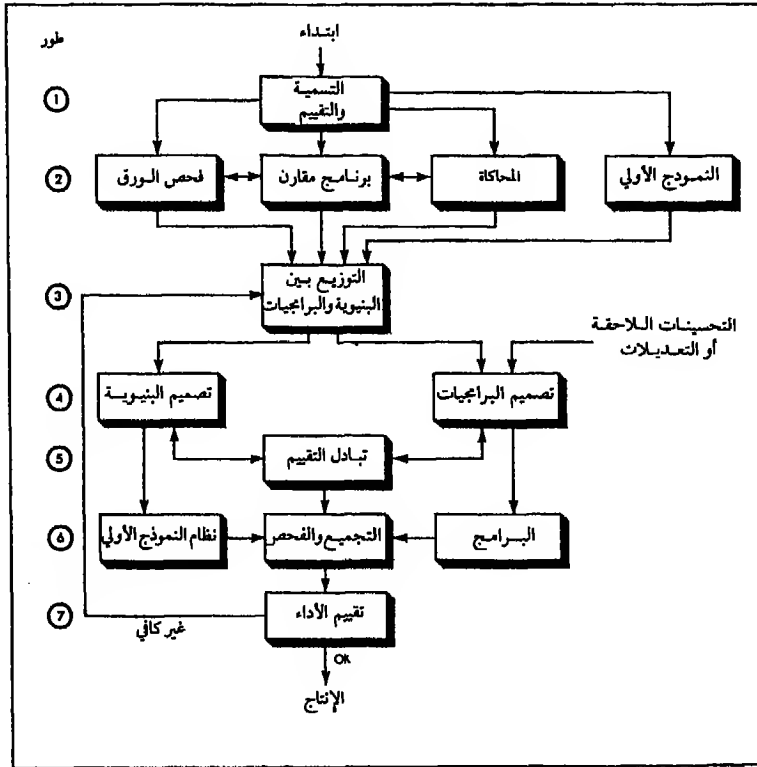 طور
ابتداء
① التسمية
والتقييم
② فحص الورق
برنامج مقارن
المحاكاة
النمودج الأولي
③ التوزيع بين
البنيوية والبرامجيات
التحسينات اللاحقة
أو التعديلات
④ تصميم البنيوية
تصميم البرامجيات
⑤ تبادل التقييم
⑥ نظام النموذج الأولي
التجميع والفحص
البرامج
⑦ تقييم الأداء
غير كافي
OK
الإنتاج